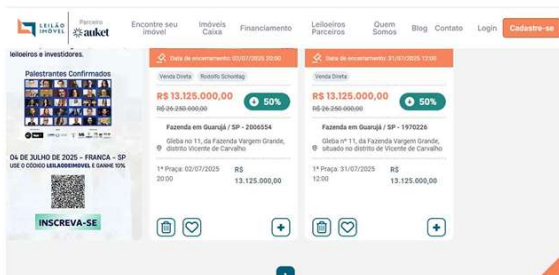 LEILÃO
IMÓVEL
Parceiro
auket
Encontre seu
imóvel
Imóveis
Caixa
Financiamento
Leiloeiros
Parceiros
Quem
Somos
Blog
Contato
Login
Cadastre-se
leiloeiros e investidores.
Palestrantes Confirmados
04 DE JULHO DE 2025 – FRANCA – SP
USE O CÓDIGO LEILAODEIMOVEL E GANHE 10%
INSCREVA-SE
Data de encerramento: 02/07/2025 20:00
Venda Direta
Rodolfo Schontag
R$ 13.125.000,00
R$ 26.250.000,00
50%
Fazenda em Guarujá / SP - 2006554
Gleba no 11, da Fazenda Vargem Grande,
distrito Vicente de Carvalho
1ª Praça: 02/07/2025
20:00
R$
13.125.000,00
Data de encerramento: 31/07/2025 12:00
Venda Direta
R$ 13.125.000,00
R$ 26.250.000,00
50%
Fazenda em Guarujá / SP - 1970226
Gleba nº 11, da Fazenda Vargem Grande,
situado no distrito de Vicente de Carvalho
1ª Praça: 31/07/2025
12:00
R$
13.125.000,00